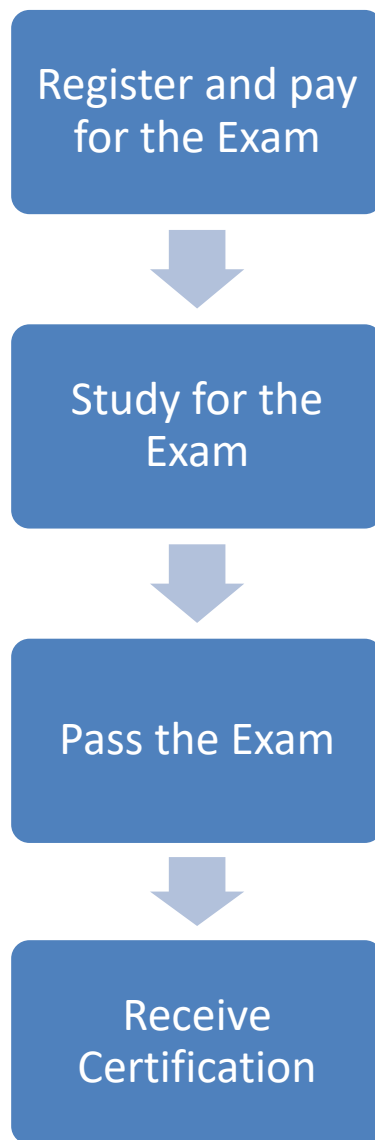 Register and pay
for the Exam
Study for the
Exam
Pass the Exam
Receive
Certification